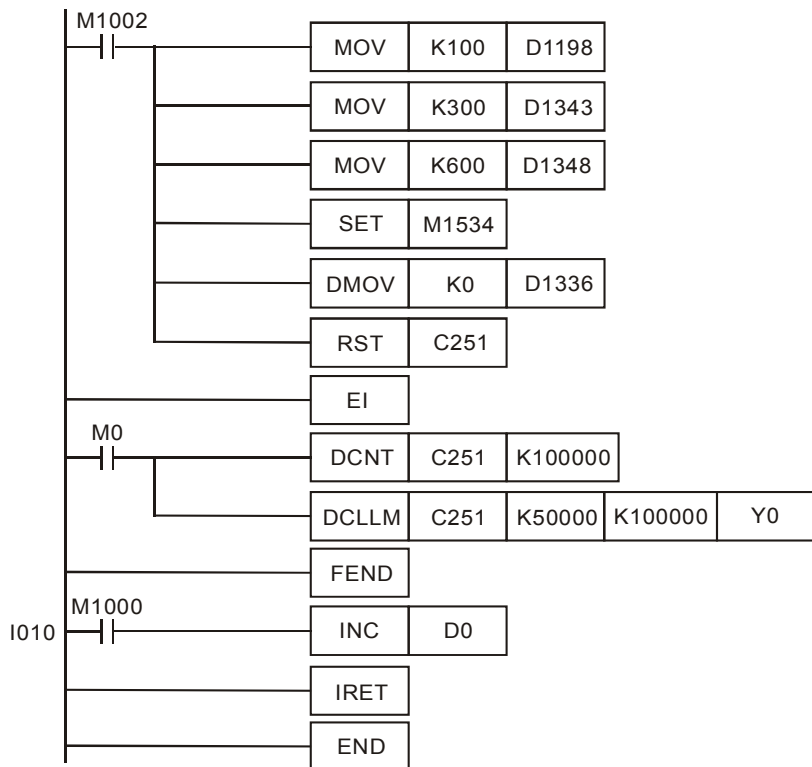 M1002
MOV K100 D1198
MOV K300 D1343
MOV K600 D1348
SET M1534
DMOV K0 D1336
RST C251
EI
M0
DCNT C251 K100000
DCLLM C251 K50000 K100000 Y0
FEND
M1000
I010 INC D0
IRET
END